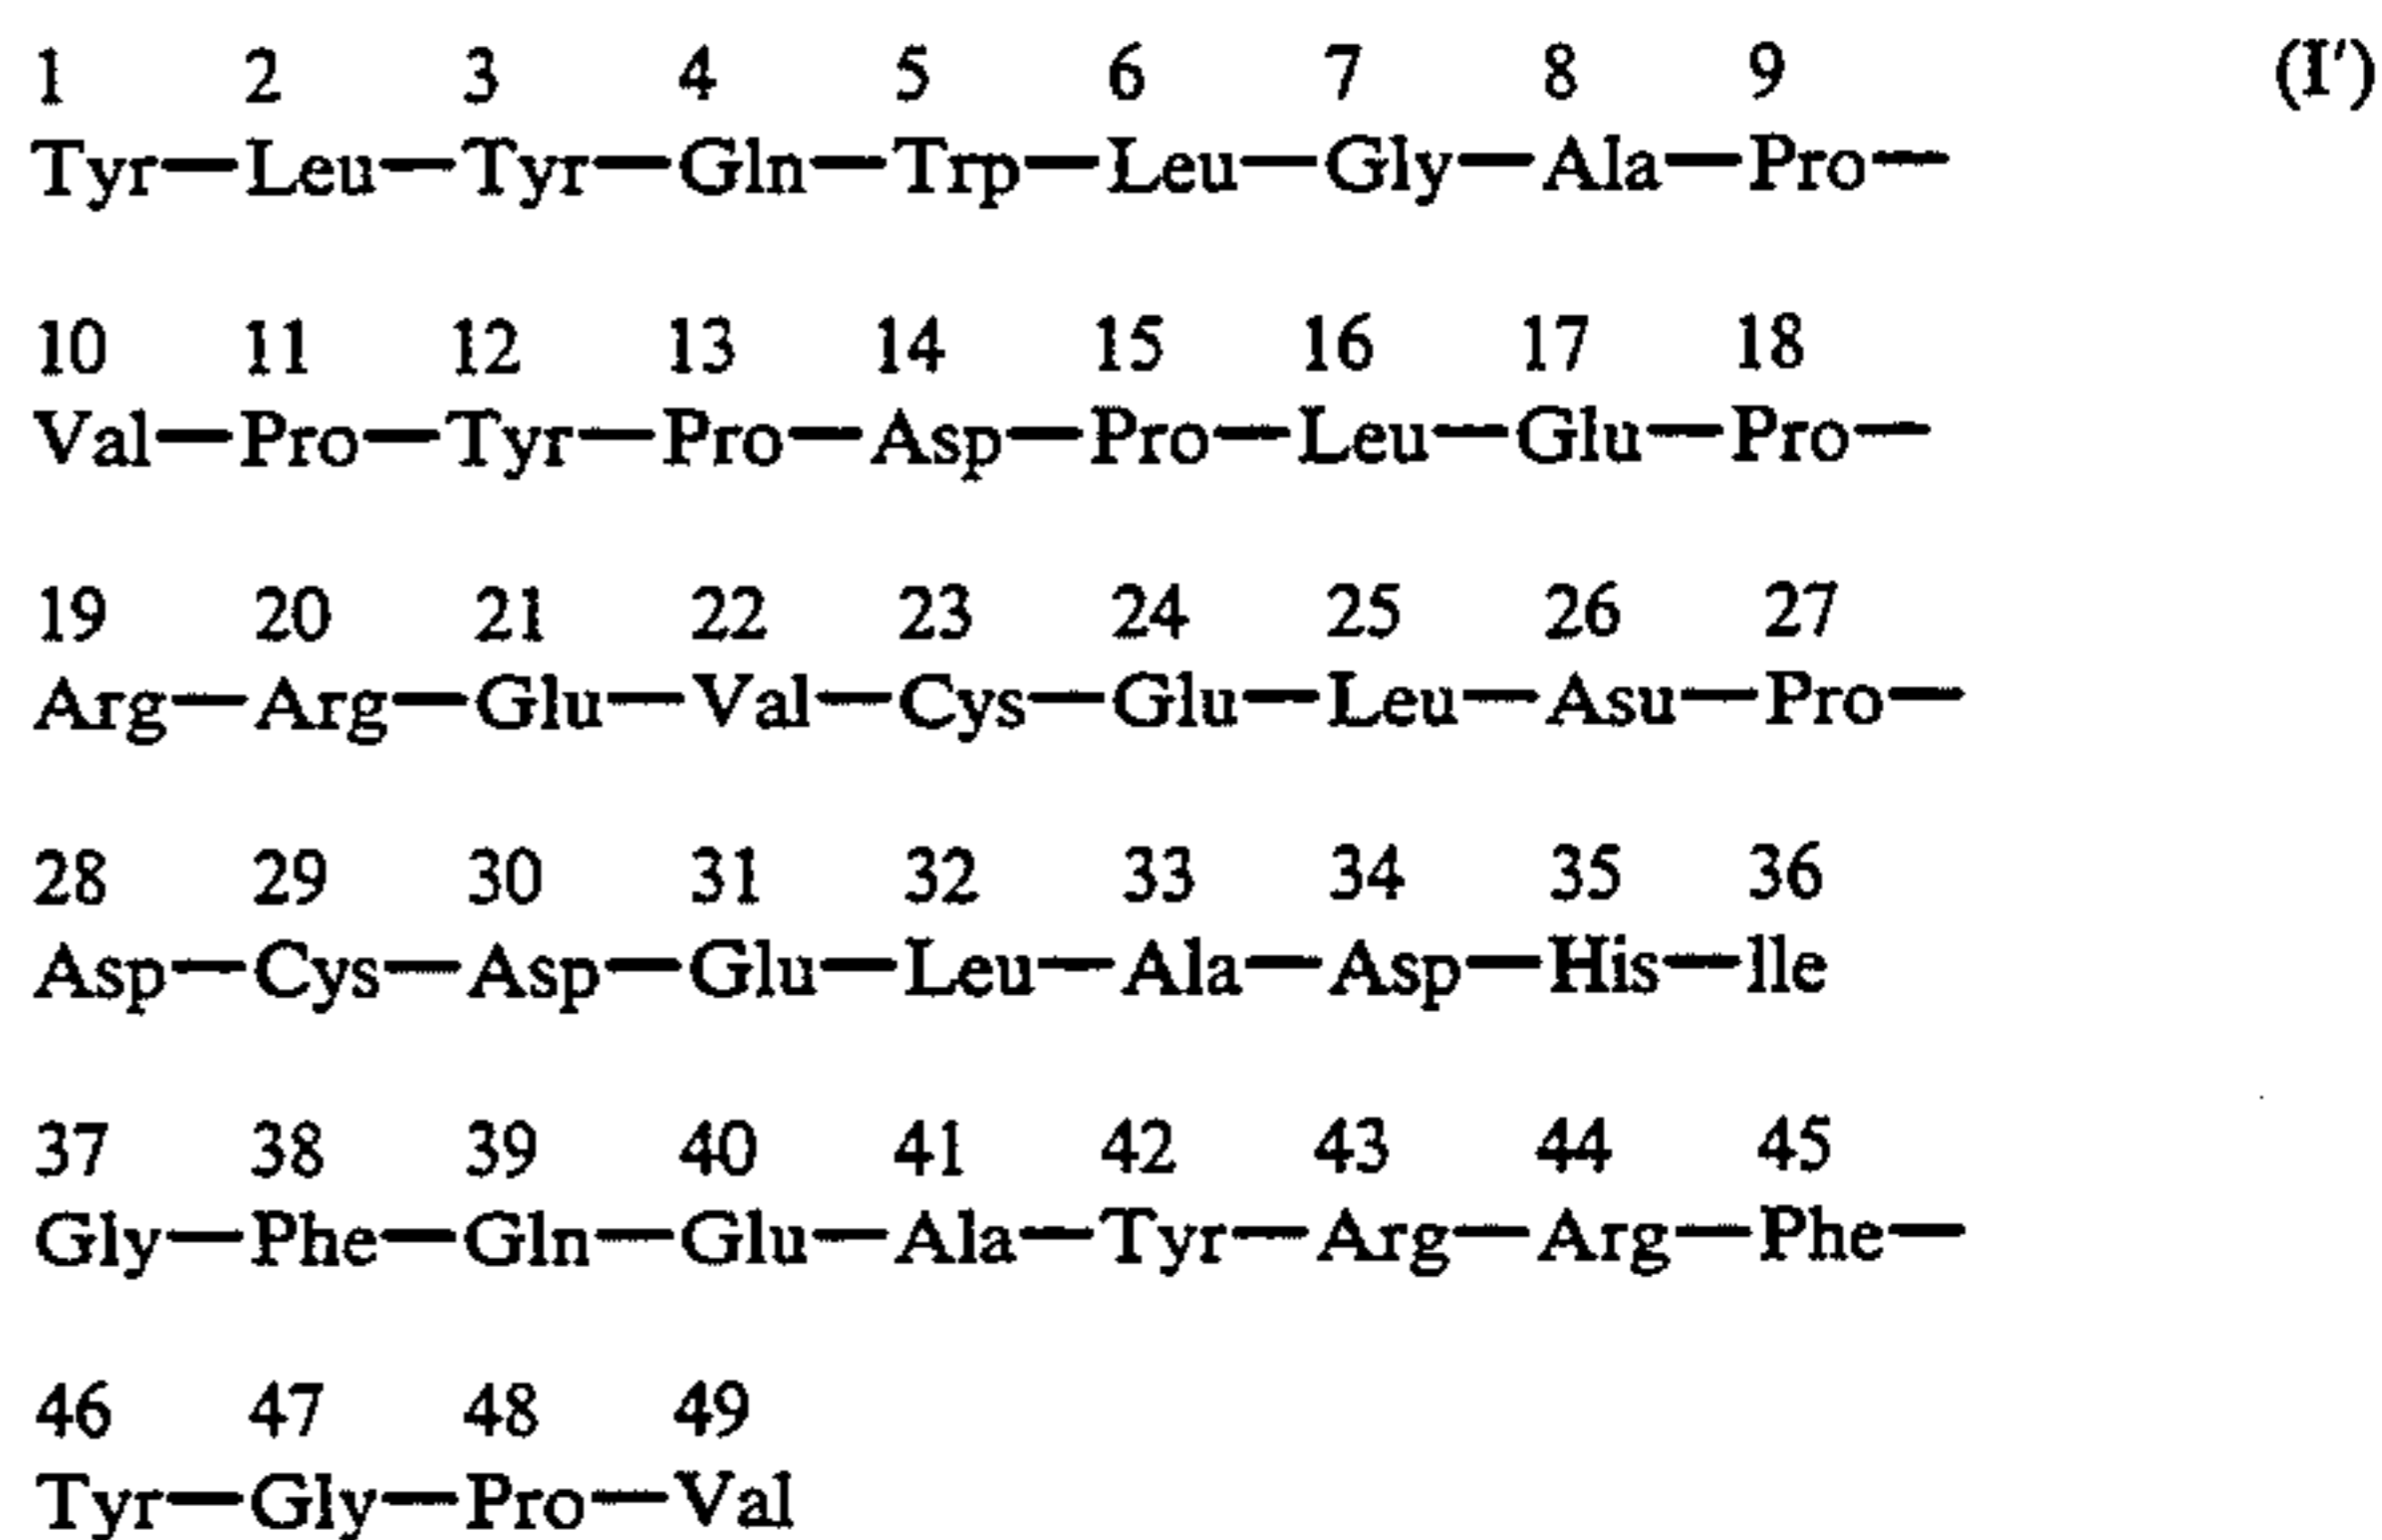 1 2 3 4 5 6 7 8 9 (I′)
Tyr—Leu—Tyr—Gln—Trp—Leu—Gly—Ala—Pro—
10 11 12 13 14 15 16 17 18
Val—Pro—Tyr—Pro—Asp—Pro—Leu—Glu—Pro—
19 20 21 22 23 24 25 26 27
Arg—Arg—Glu—Val—Cys—Glu—Leu—Asu—Pro—
28 29 30 31 32 33 34 35 36
Asp—Cys—Asp—Glu—Leu—Ala—Asp—His—lle
37 38 39 40 41 42 43 44 45
Gly—Phe—Gln—Glu—Ala—Tyr—Arg—Arg—Phe—
46 47 48 49
Tyr—Gly—Pro—Val